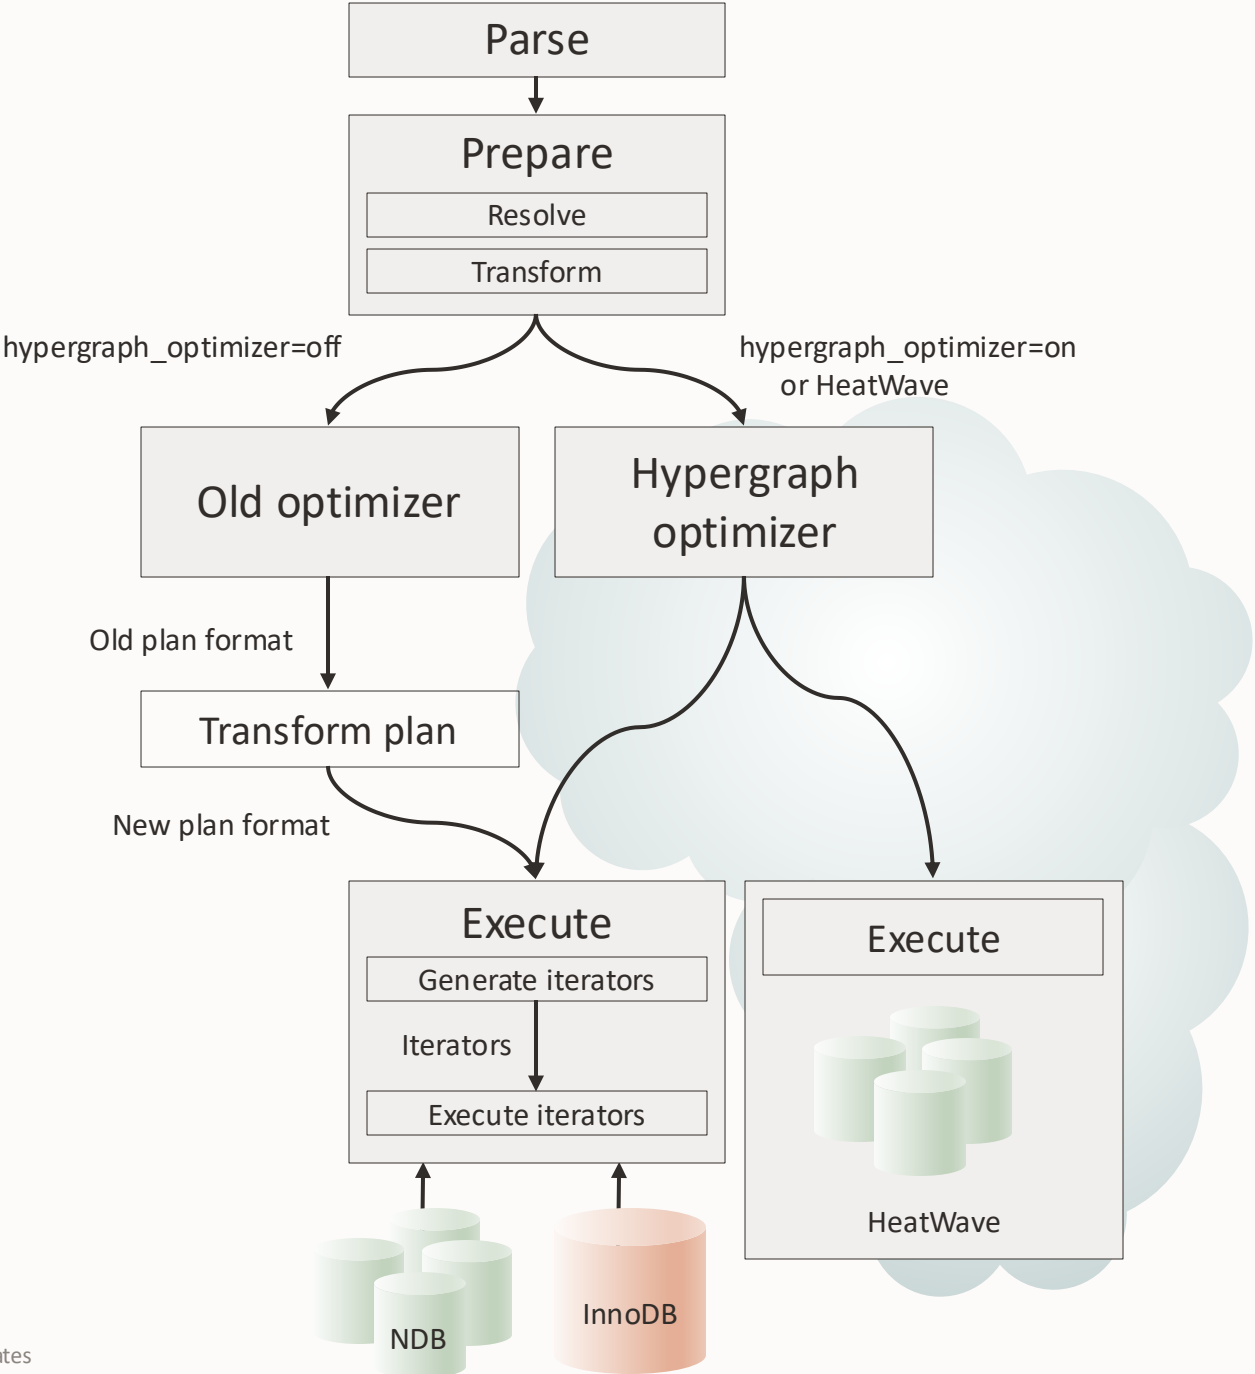 Parse
Prepare
Resolve
Transform
hypergraph_optimizer=off
hypergraph_optimizer=on
or HeatWave
Old optimizer
Hypergraph
optimizer
Old plan format
Transform plan
New plan format
Execute
Generate iterators
Iterators
Execute iterators
Execute
HeatWave
NDB
InnoDB